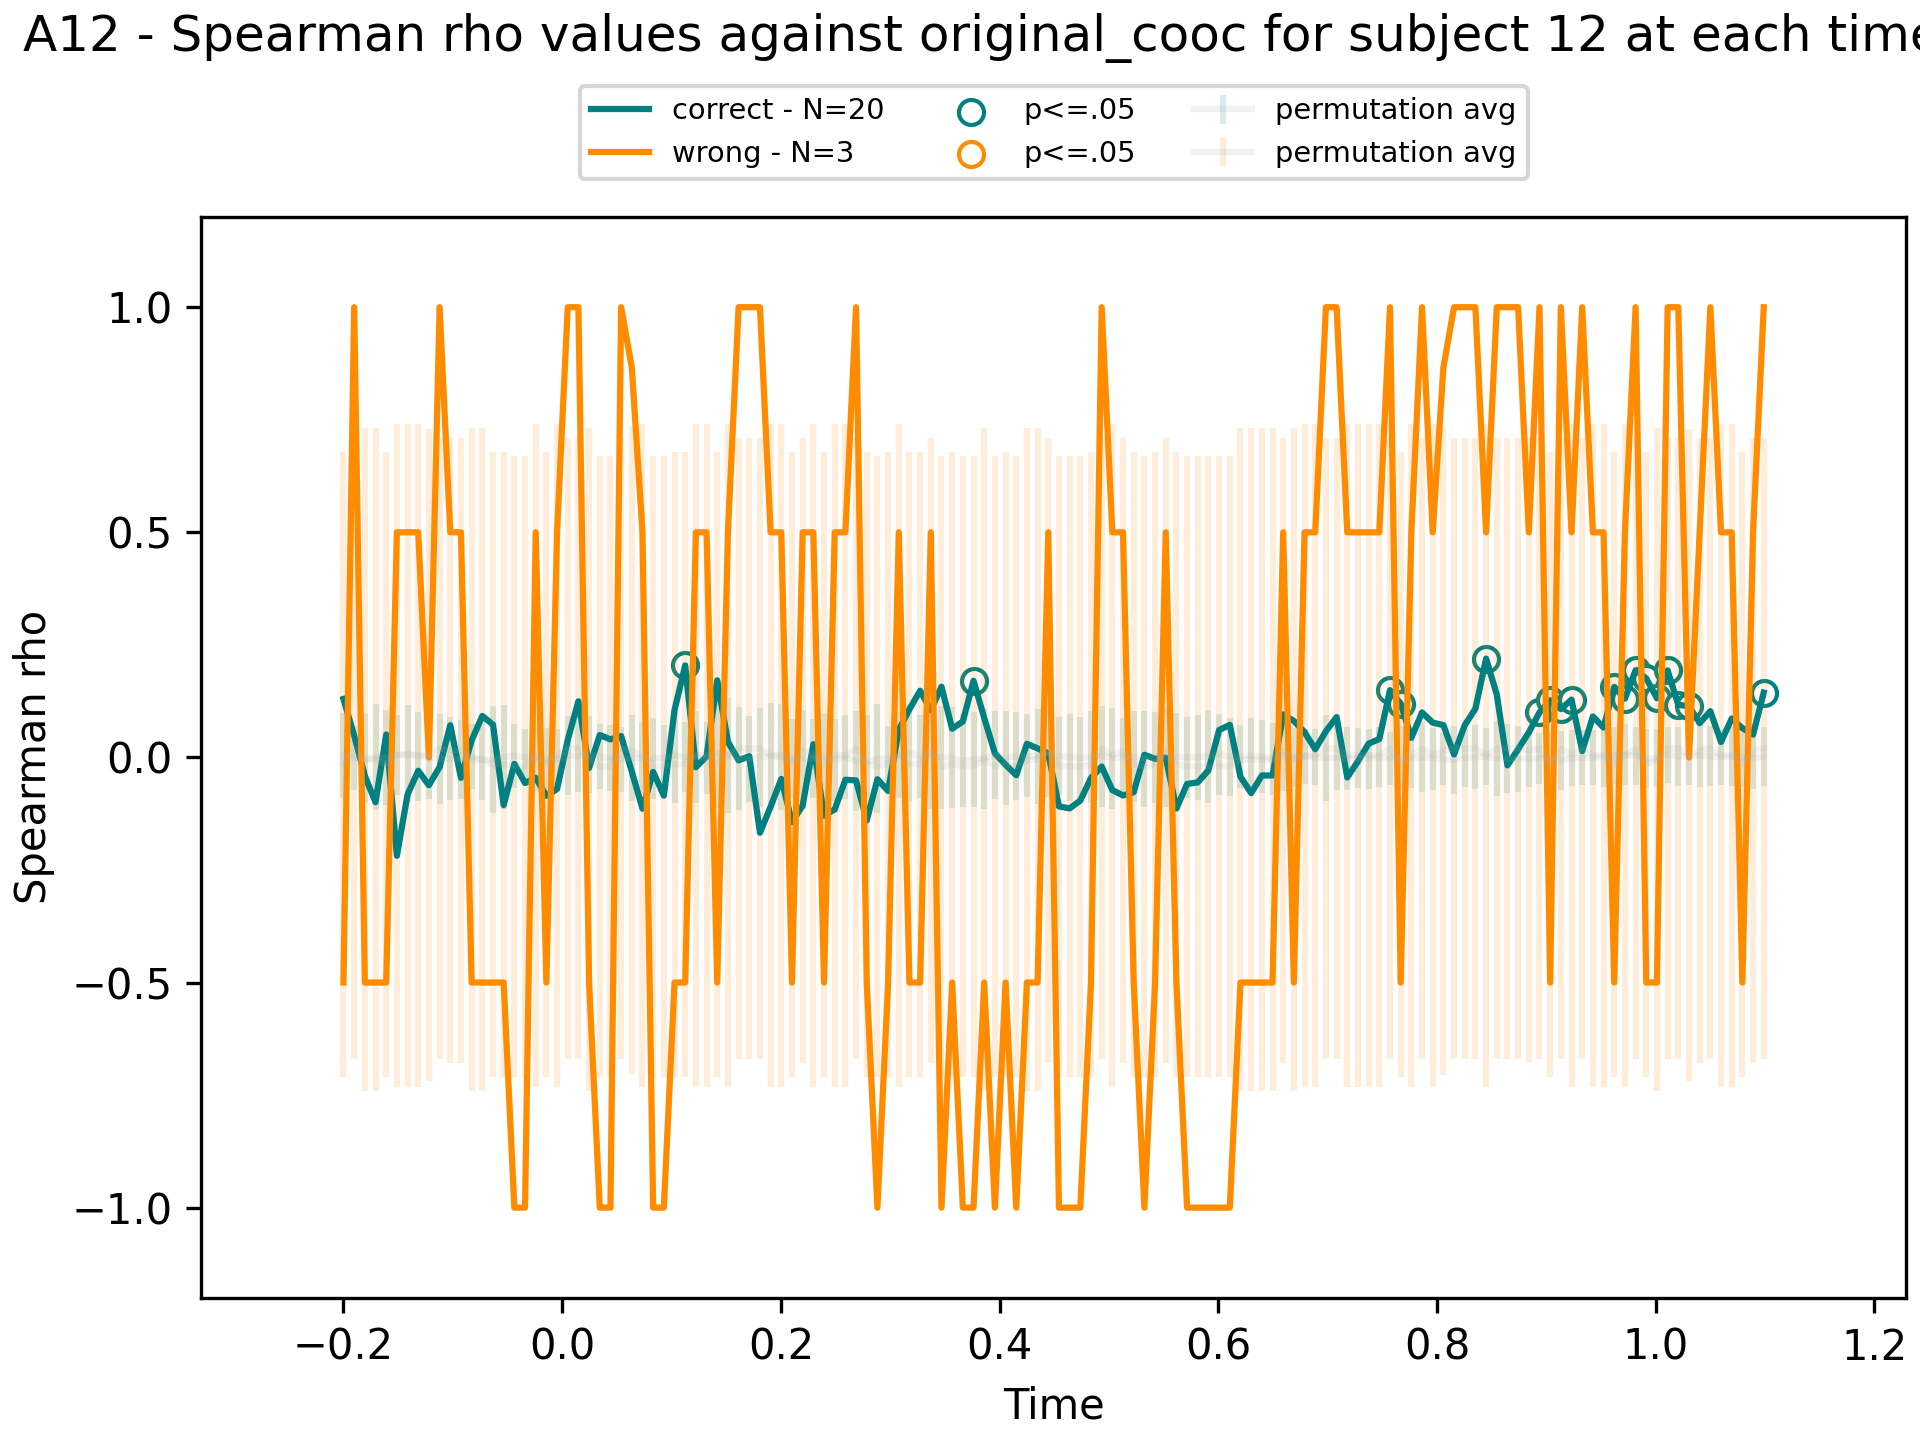 A12 - Spearman rho values against original_cooc for subject 12 at each time
correct - N=20
wrong - N=3
p<=.05
p<=.05
permutation avg
permutation avg
1.0
0.5
0.0
−0.5
−1.0
Spearman rho
−0.2 0.0 0.2 0.4 0.6 0.8 1.0 1.2
Time